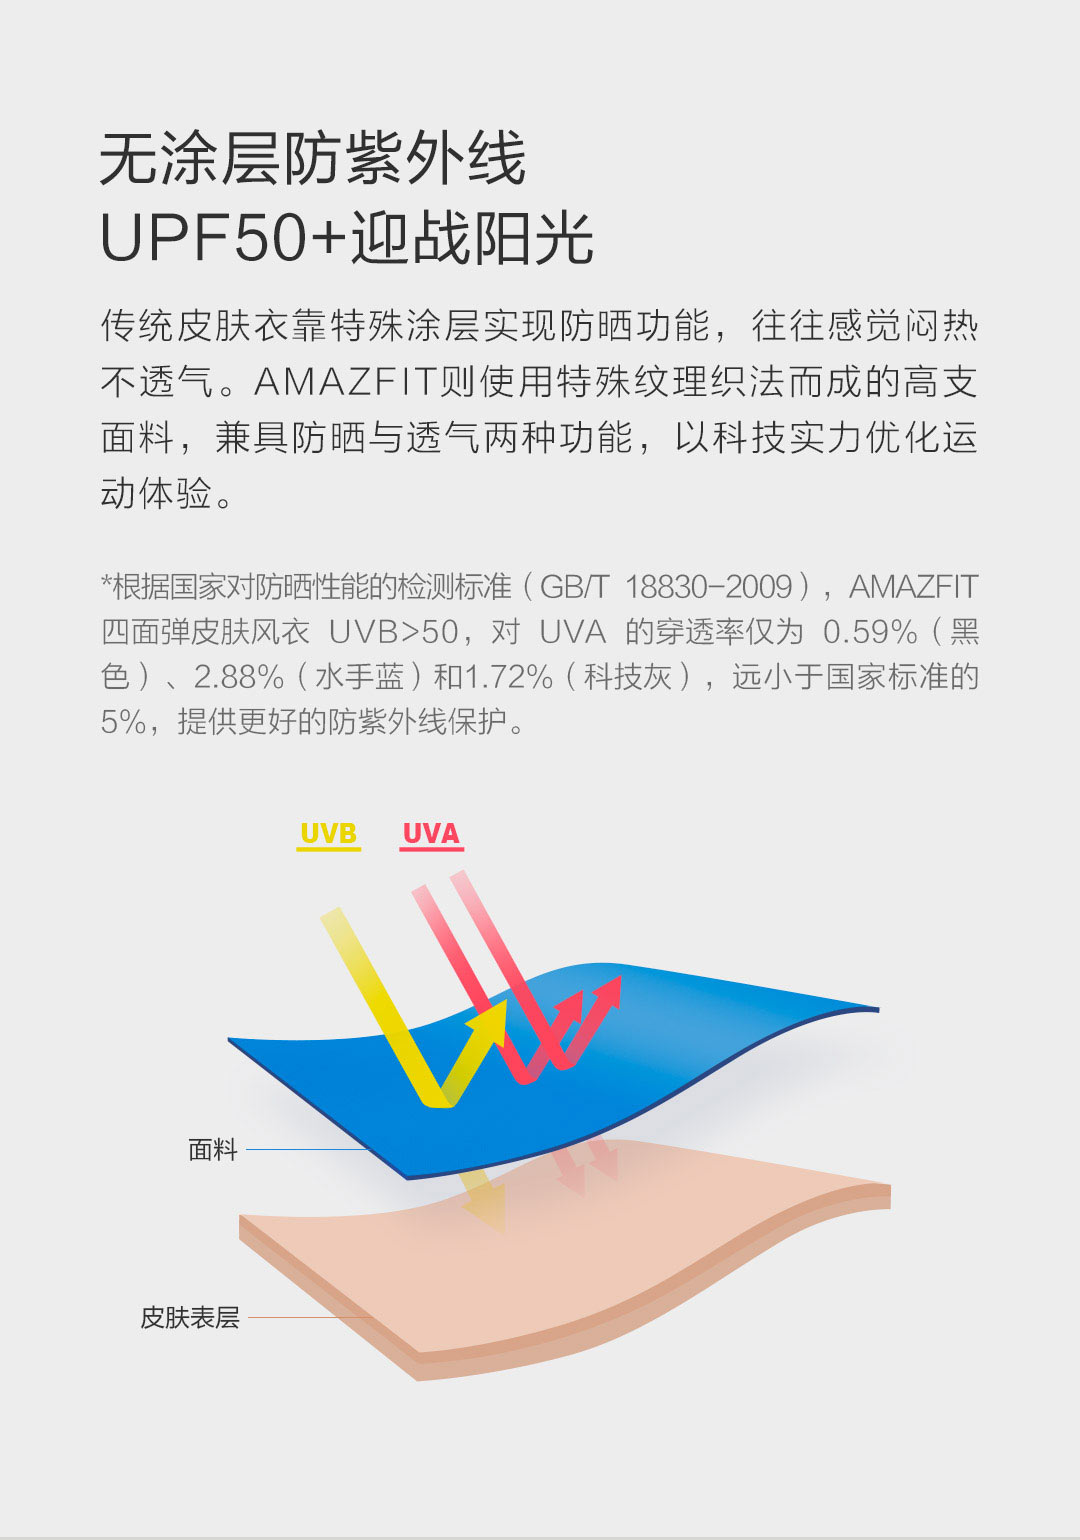 无涂层防紫外线
UPF50+迎战阳光
传统皮肤衣靠特殊涂层实现防晒功能，往往感觉闷热
不透气。AMAZFIT则使用特殊纹理织法而成的高支
面料，兼具防晒与透气两种功能，以科技实力优化运
动体验。
*根据国家对防晒性能的检测标准（GB/T 18830-2009），AMAZFIT
四面弹皮肤风衣 UVB>50，对 UVA 的穿透率仅为 0.59%（黑
色）、2.88%（水手蓝）和1.72%（科技灰），远小于国家标准的
5%，提供更好的防紫外线保护。
UVB UVA
面料
皮肤表层